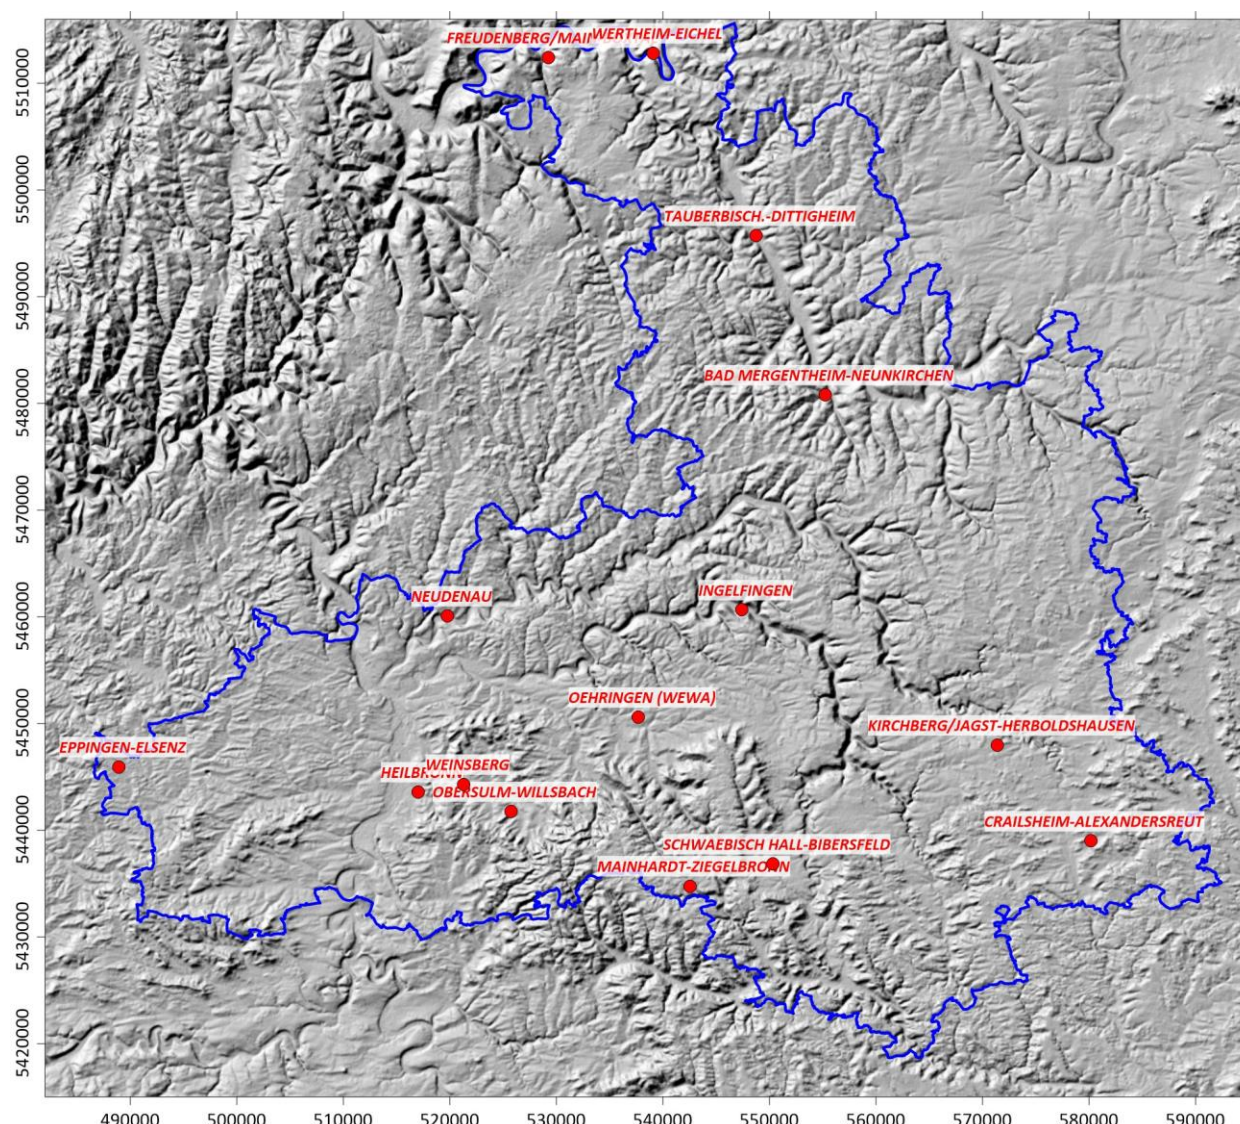 FREUDENBERG/MAIN
WERTHEIM-EICHEL
5510000
5500000
TAUBERBISCH.-DITTIGHEIM
5490000
BAD MERGENTHEIM-NEUNKIRCHEN
5480000
5470000
NEUDENAU
INGELFINGEN
5460000
OEHRINGEN (WEWA)
5450000
KIRCHBERG/JAGST-HERBOLDSHAUSEN
EPPINGEN-ELSENZ
WEINSBERG
HEILBRONN
OBERSULM-WILLSBACH
CRAILSHEIM-ALEXANDERSREUT
5440000
SCHWAEBISCH HALL-BIBERSFELD
MAINHARDT-ZIEGELBRONN
5430000
5420000
490000 500000 510000 520000 530000 540000 550000 560000 570000 580000 590000